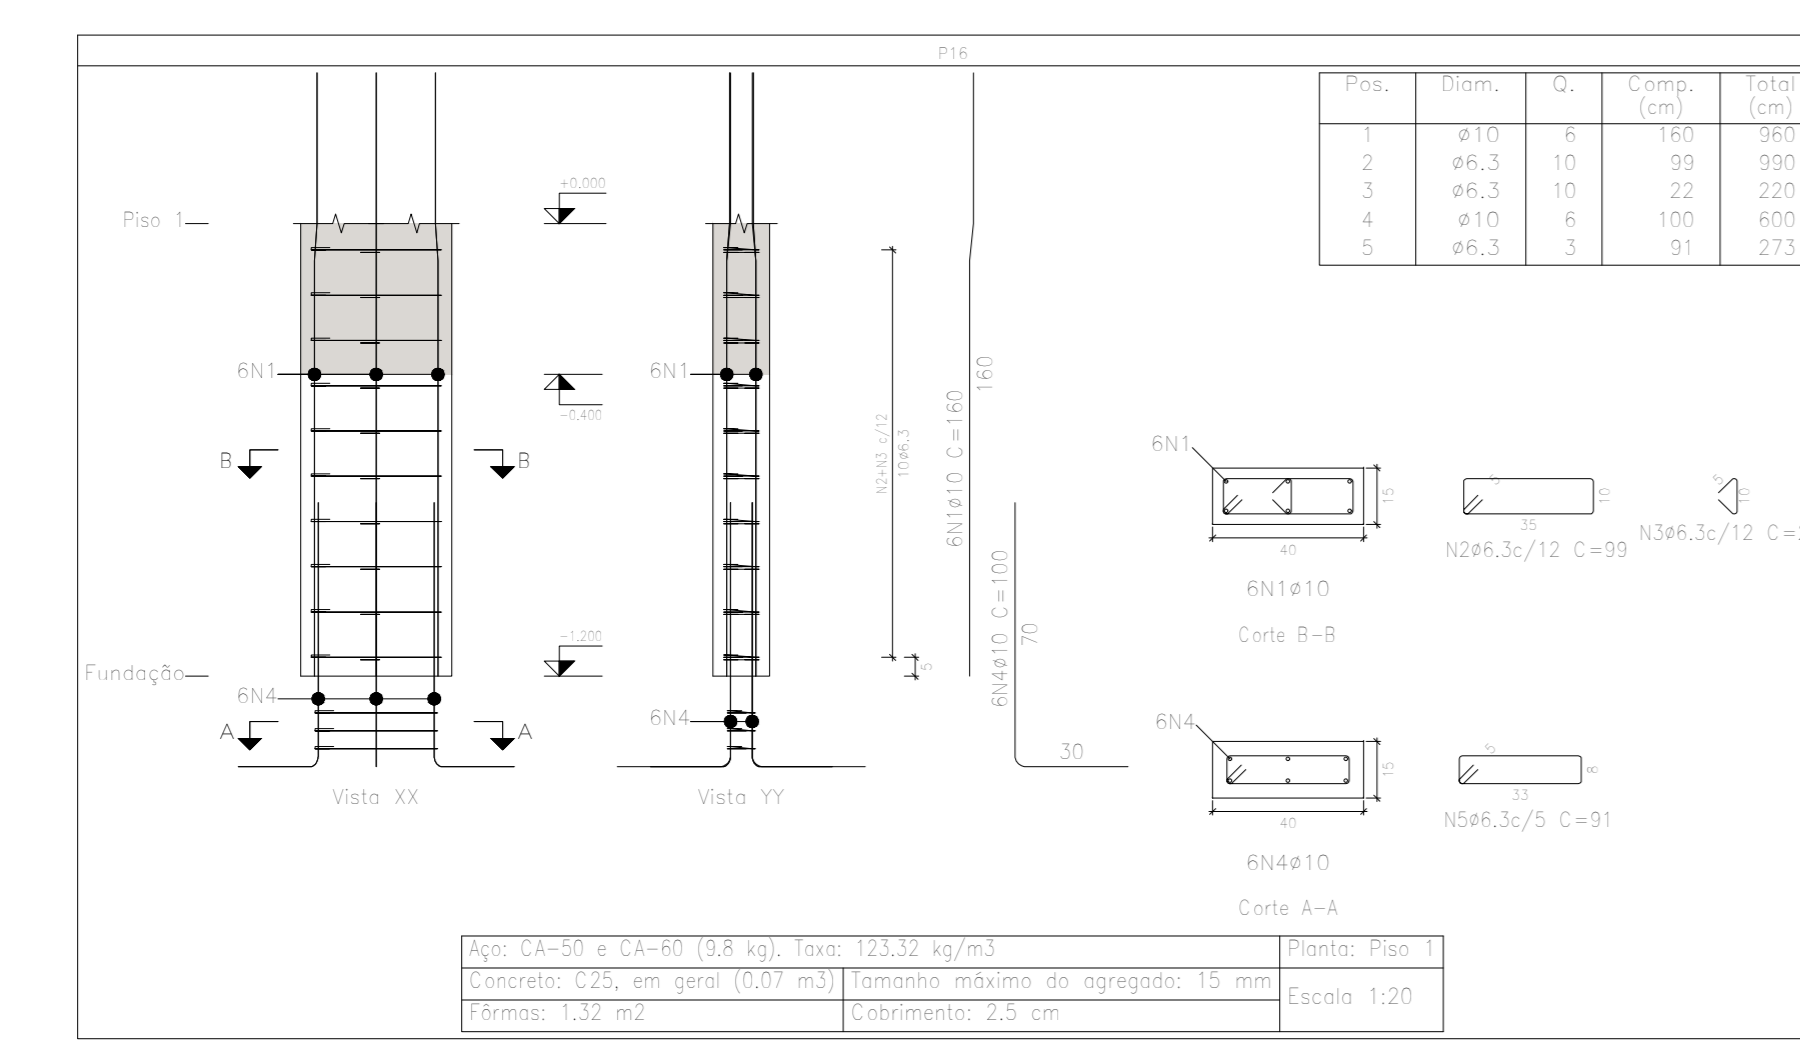 P16
Pos. Diam. Q. Comp. (cm) Total (cm)
1 ø10 6 160 960
2 ø6.3 10 99 990
3 ø6.3 10 22 220
4 ø10 6 100 600
5 ø6.3 3 91 273
+0.000
Piso 1
6N1
6N1
-0.400
B B
-1.200
Fundação
6N4
6N4
A A
Vista XX
Vista YY
N2+N3 c/12
10ø6.3
5
6N1ø10 C=160
160
6N4ø10 C=100
70
30
6N1
15
40
6N1ø10
Corte B-B
5
10
35
N2ø6.3c/12 C=99
5
10
N3ø6.3c/12 C=
6N4
15
40
6N4ø10
Corte A-A
5
8
33
N5ø6.3c/5 C=91
Aço: CA-50 e CA-60 (9.8 kg). Taxa: 123.32 kg/m3
Planta: Piso 1
Concreto: C25, em geral (0.07 m3)
Tamanho máximo do agregado: 15 mm
Escala 1:20
Fôrmas: 1.32 m2
Cobrimento: 2.5 cm